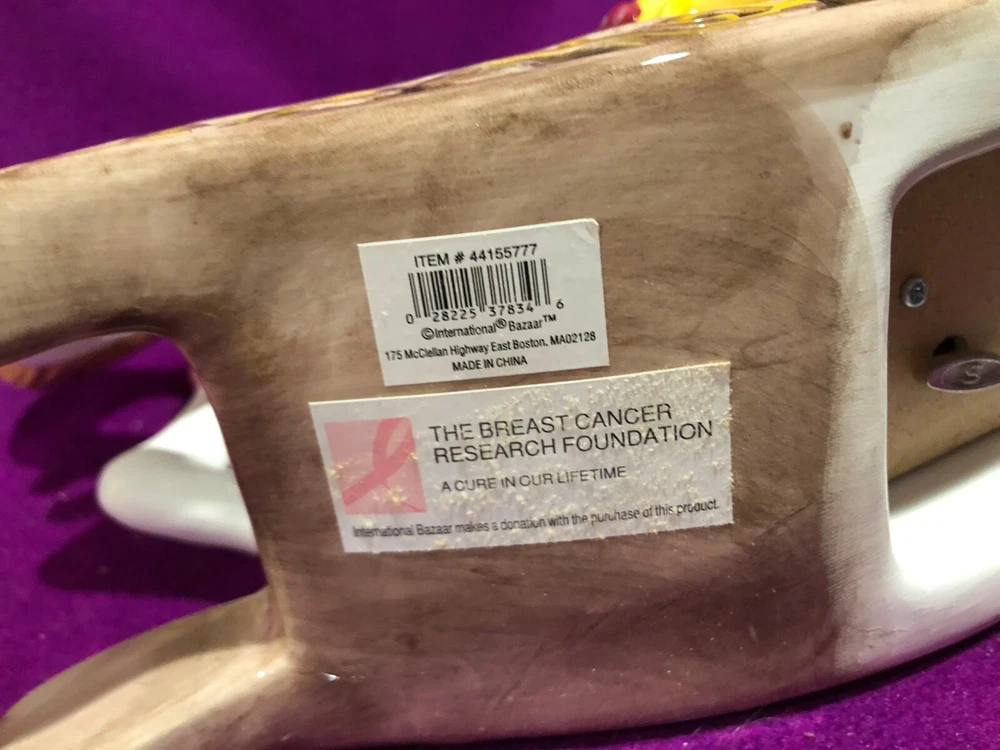 ITEM # 44155777
0 28225 37834 6
©International® Bazaar™
175 McClellan Highway East Boston, MA02128
MADE IN CHINA
THE BREAST CANCER
RESEARCH FOUNDATION
A CURE IN OUR LIFETIME
International Bazaar makes a donation with the purchase of this product.
S